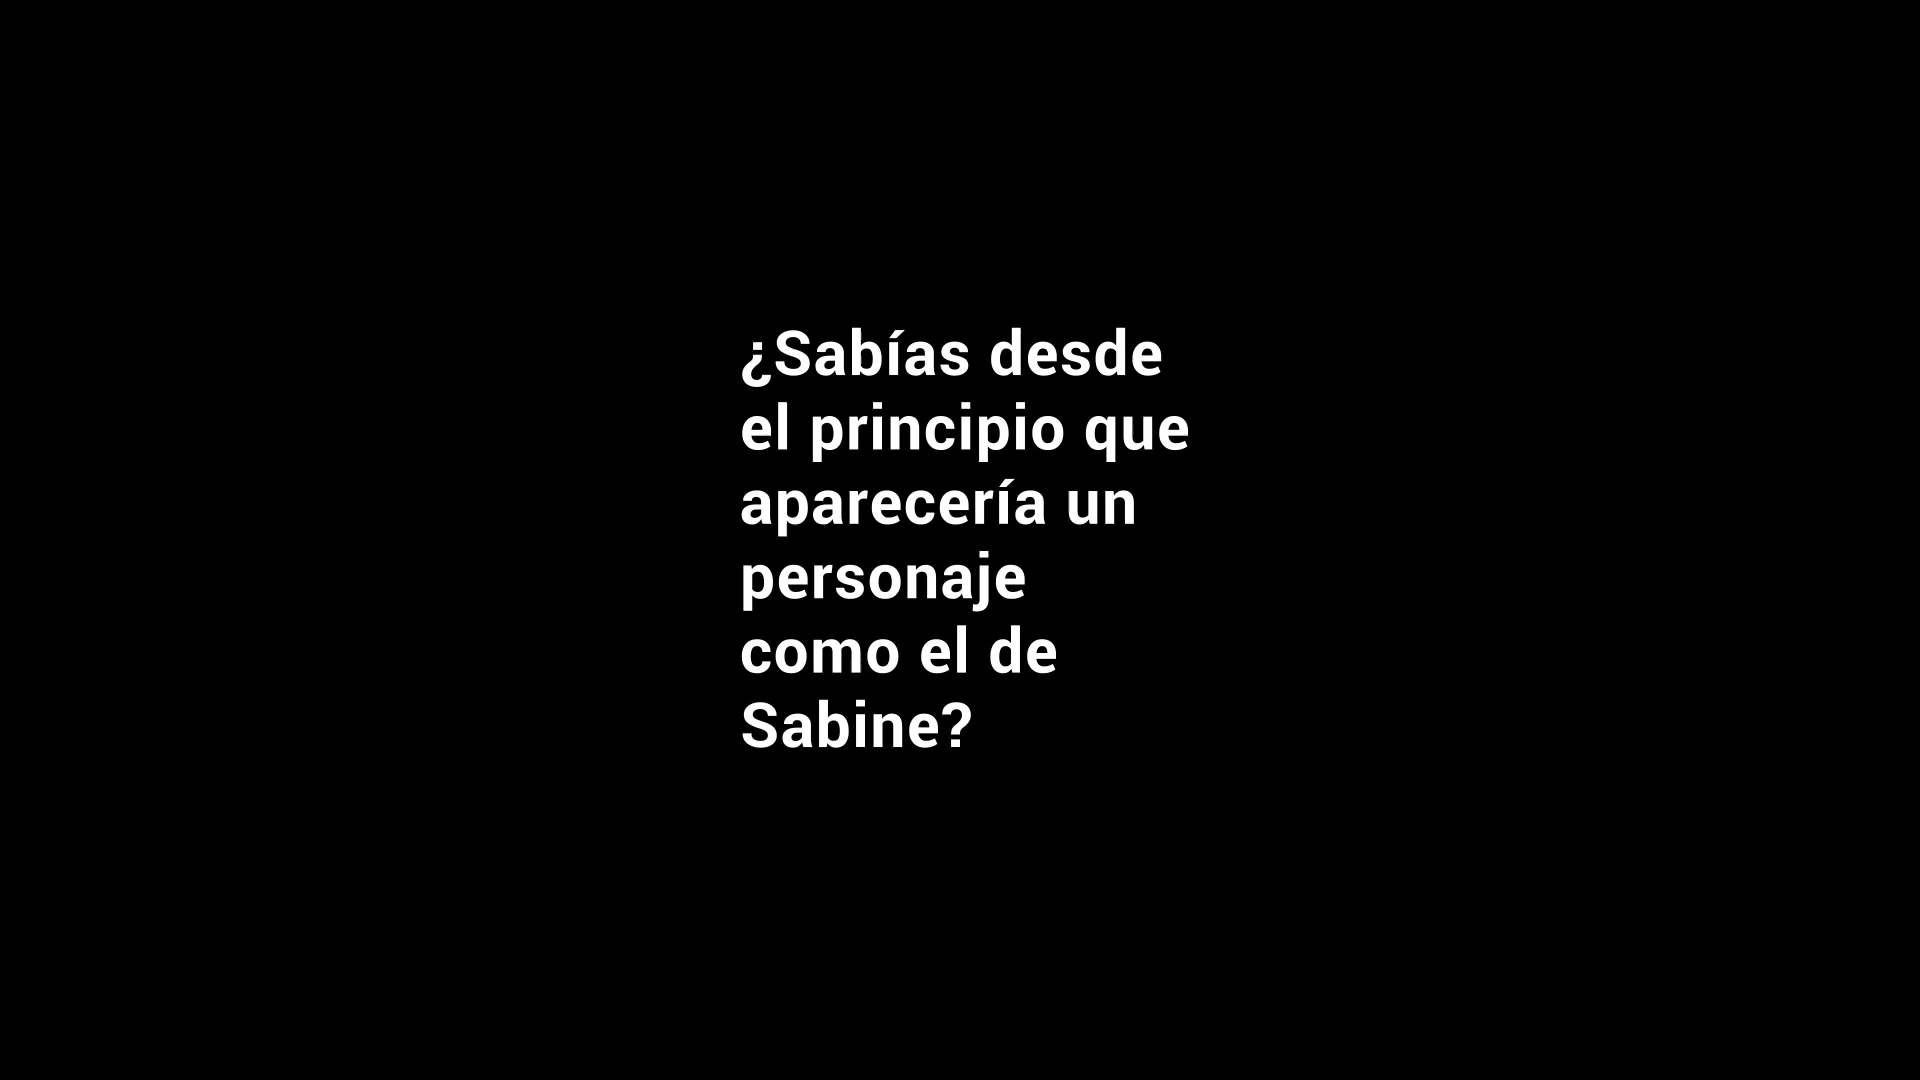 ¿Sabías desde
el principio que
aparecería un
personaje
como el de
Sabine?